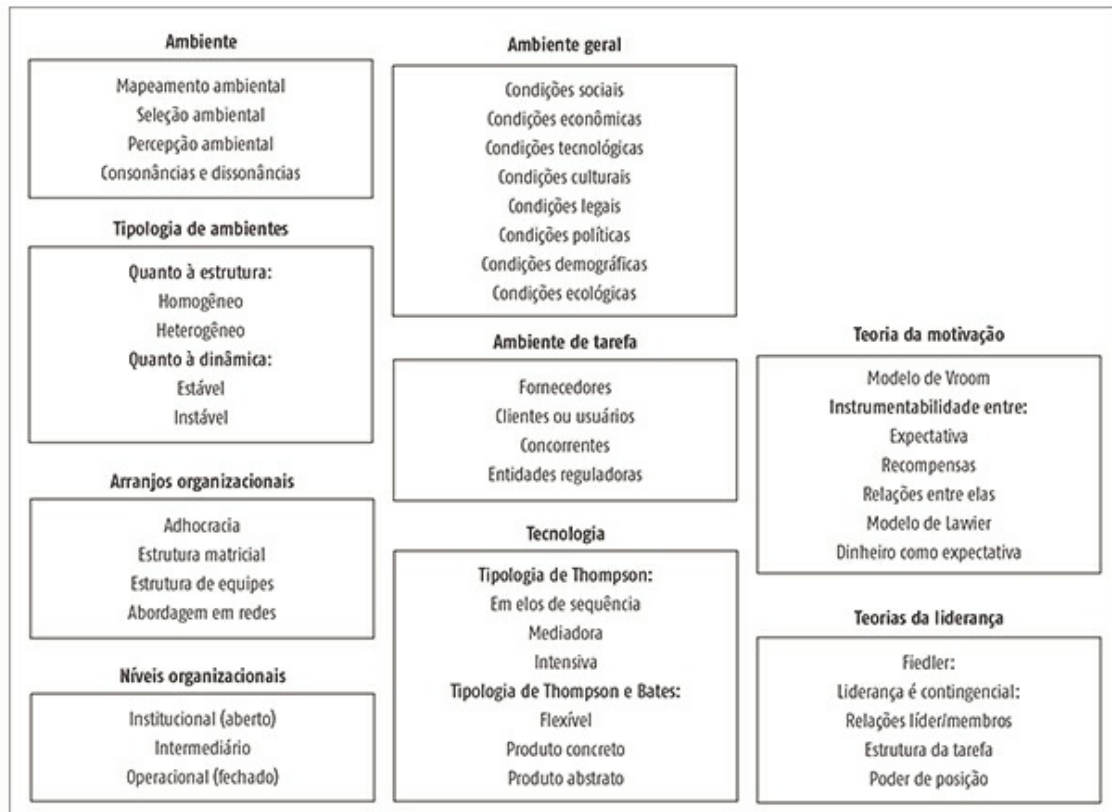 Ambiente
Mapeamento ambiental
Seleção ambiental
Percepção ambiental
Consonâncias e dissonâncias
Tipologia de ambientes
Quanto à estrutura:
Homogêneo
Heterogêneo
Quanto à dinâmica:
Estável
Instável
Arranjos organizacionais
Adhocracia
Estrutura matricial
Estrutura de equipes
Abordagem em redes
Níveis organizacionais
Institucional (aberto)
Intermediário
Operacional (fechado)
Ambiente geral
Condições sociais
Condições econômicas
Condições tecnológicas
Condições culturais
Condições legais
Condições políticas
Condições demográficas
Condições ecológicas
Ambiente de tarefa
Fornecedores
Clientes ou usuários
Concorrentes
Entidades reguladoras
Tecnologia
Tipologia de Thompson:
Em elos de sequência
Mediadora
Intensiva
Tipologia de Thompson e Bates:
Flexível
Produto concreto
Produto abstrato
Teoria da motivação
Modelo de Vroom
Instrumentabilidade entre:
Expectativa
Recompensas
Relações entre elas
Modelo de Lawier
Dinheiro como expectativa
Teorias da liderança
Fiedler:
Liderança é contingencial:
Relações líder/membros
Estrutura da tarefa
Poder de posição